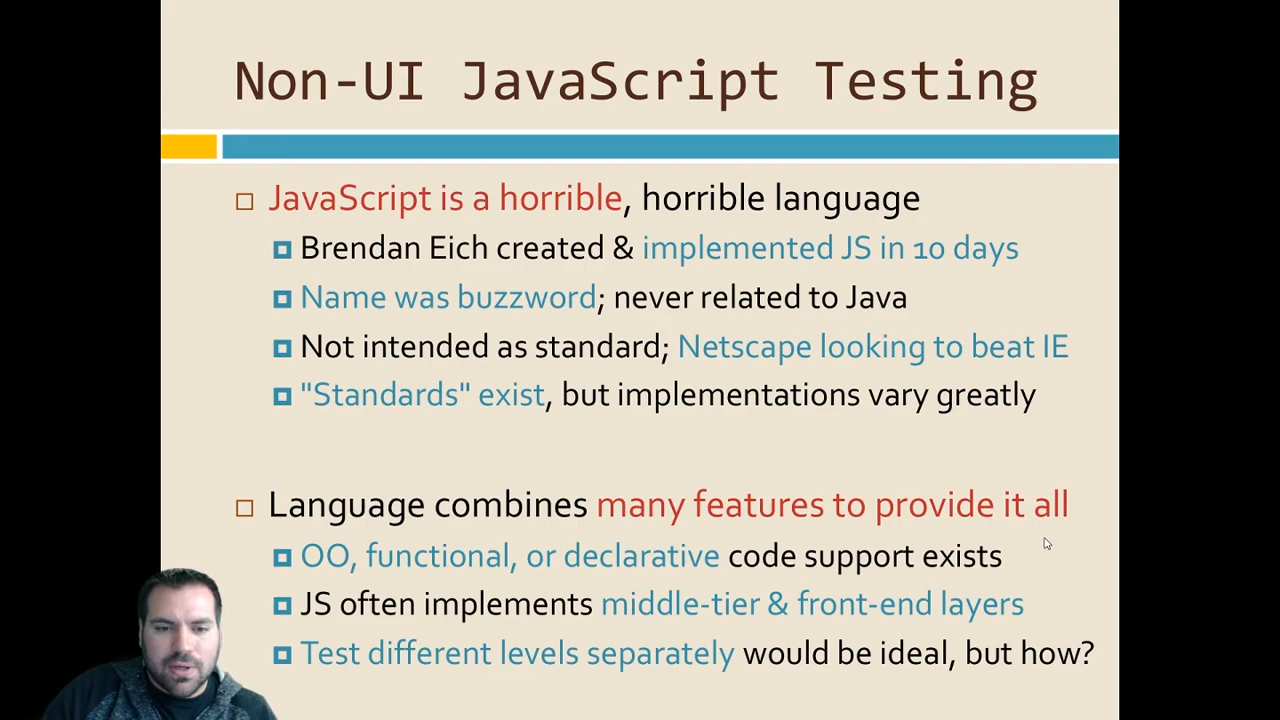 Non-UI JavaScript Testing
JavaScript is a horrible, horrible language
Brendan Eich created & implemented JS in 10 days
Name was buzzword; never related to Java
Not intended as standard; Netscape looking to beat IE
"Standards" exist, but implementations vary greatly
Language combines many features to provide it all
OO, functional, or declarative code support exists
JS often implements middle-tier & front-end layers
Test different levels separately would be ideal, but how?